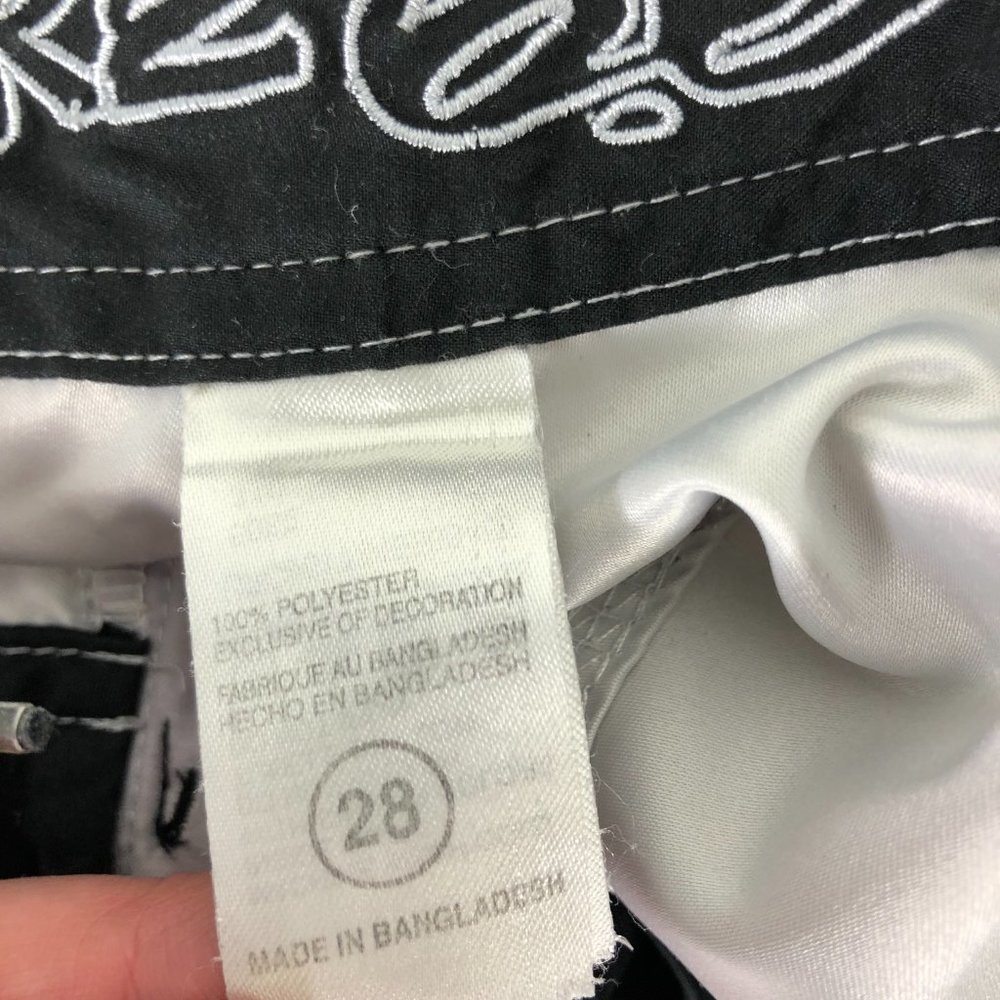 100% POLYESTER
EXCLUSIVE OF DECORATION
FABRIQUE AU BANGLADESH
HECHO EN BANGLADESH
28
MADE IN BANGLADESH